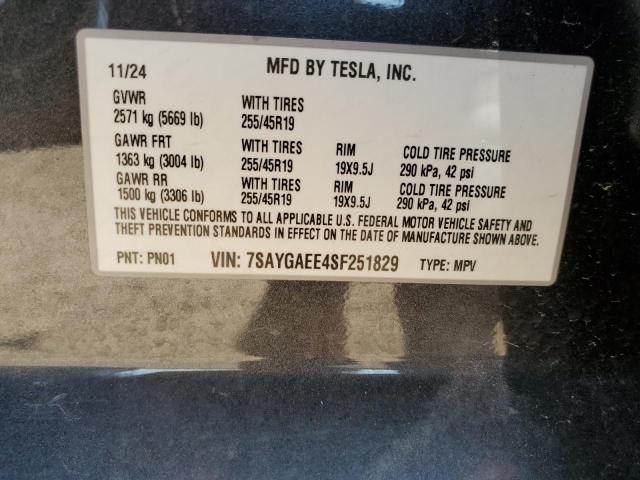 11/24 MFD BY TESLA, INC.
GVWR WITH TIRES
2571 kg (5669 lb) 255/45R19
GAWR FRT WITH TIRES RIM COLD TIRE PRESSURE
1363 kg (3004 lb) 255/45R19 19X9.5J 290 kPa, 42 psi
GAWR RR WITH TIRES RIM COLD TIRE PRESSURE
1500 kg (3306 lb) 255/45R19 19X9.5J 290 kPa, 42 psi
THIS VEHICLE CONFORMS TO ALL APPLICABLE U.S. FEDERAL MOTOR VEHICLE SAFETY AND
THEFT PREVENTION STANDARDS IN EFFECT ON THE DATE OF MANUFACTURE SHOWN ABOVE.
PNT: PN01 VIN: 7SAYGAEE4SF251829 TYPE: MPV